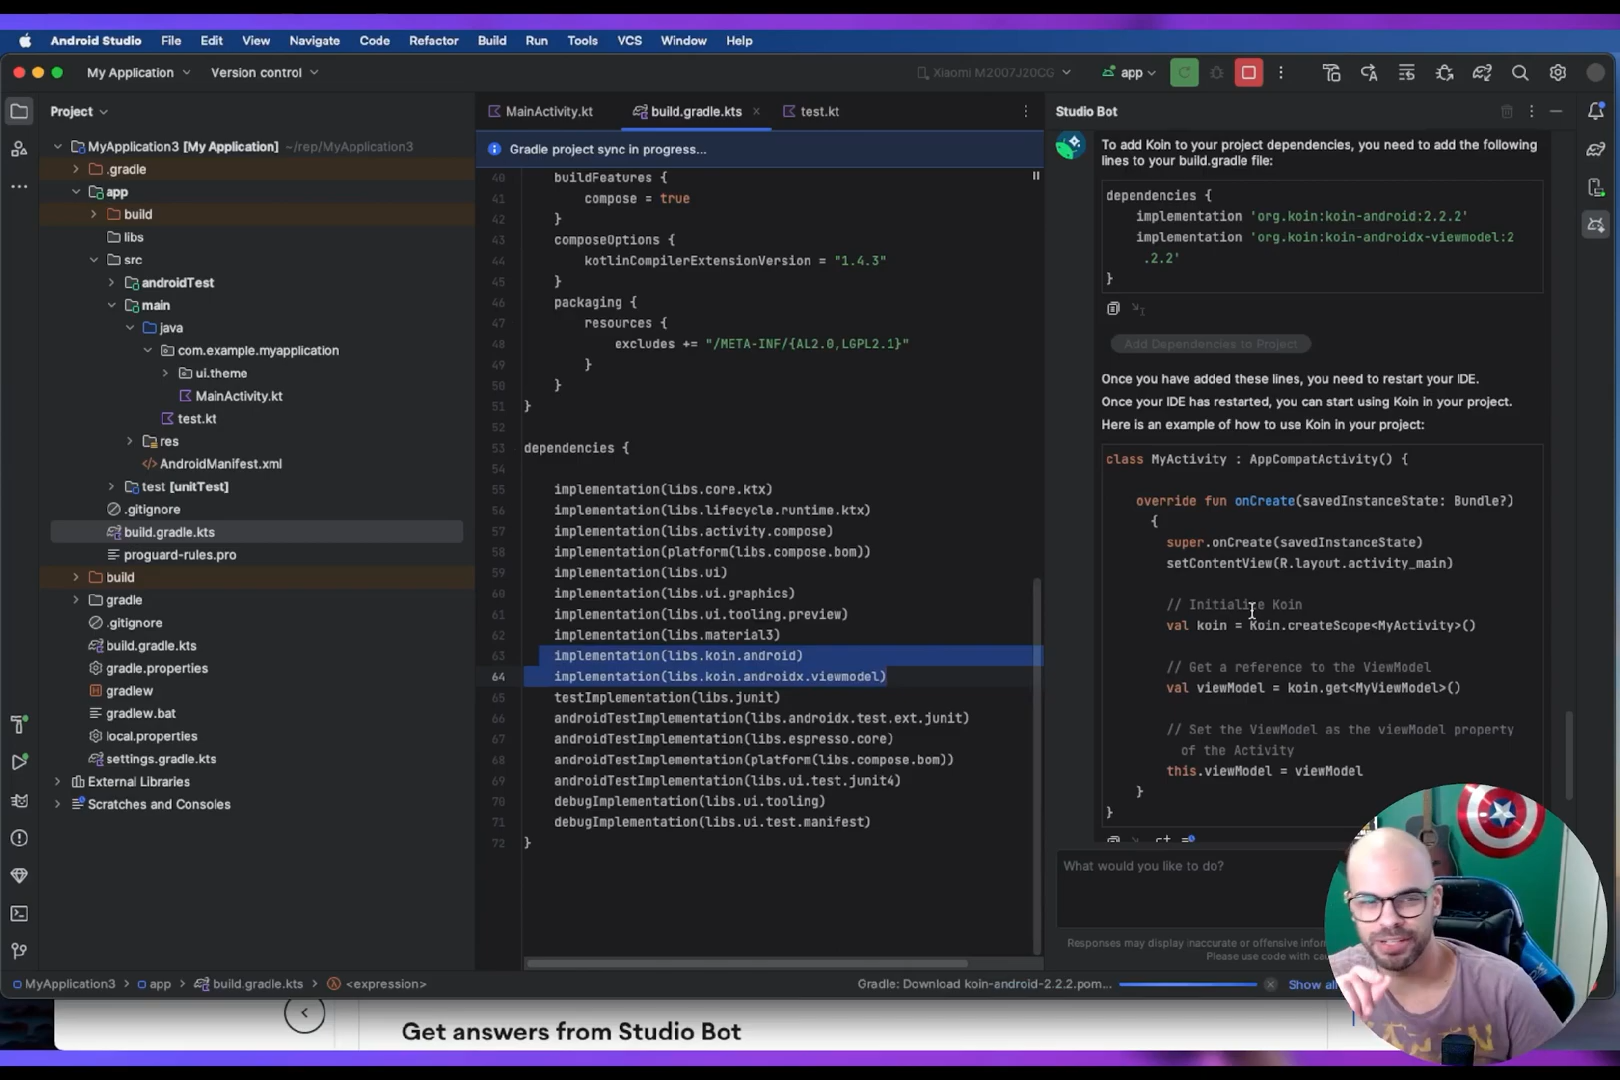 Android Studio File Edit View Navigate Code Refactor Build Run Tools VCS Window Help
My Application Version control Xiaomi M2007J20CG app
Project
MyApplication3 [My Application] ~/rep/MyApplication3
.gradle
app
build
libs
src
androidTest
main
java
com.example.myapplication
ui.theme
MainActivity.kt
test.kt
res
AndroidManifest.xml
test [unitTest]
.gitignore
build.gradle.kts
proguard-rules.pro
build
gradle
.gitignore
build.gradle.kts
gradle.properties
gradlew
gradlew.bat
local.properties
settings.gradle.kts
External Libraries
Scratches and Consoles
MainActivity.kt build.gradle.kts test.kt
Gradle project sync in progress...
40 buildFeatures {
41 compose = true
42 }
43 composeOptions {
44 kotlinCompilerExtensionVersion = "1.4.3"
45 }
46 packaging {
47 resources {
48 excludes += "/META-INF/{AL2.0,LGPL2.1}"
49 }
50 }
51 }
52
53 dependencies {
54
55 implementation(libs.core.ktx)
56 implementation(libs.lifecycle.runtime.ktx)
57 implementation(libs.activity.compose)
58 implementation(platform(libs.compose.bom))
59 implementation(libs.ui)
60 implementation(libs.ui.graphics)
61 implementation(libs.ui.tooling.preview)
62 implementation(libs.material3)
63 implementation(libs.koin.android)
64 implementation(libs.koin.androidx.viewmodel)
65 testImplementation(libs.junit)
66 androidTestImplementation(libs.androidx.test.ext.junit)
67 androidTestImplementation(libs.espresso.core)
68 androidTestImplementation(platform(libs.compose.bom))
69 androidTestImplementation(libs.ui.test.junit4)
70 debugImplementation(libs.ui.tooling)
71 debugImplementation(libs.ui.test.manifest)
72 }
Studio Bot
To add Koin to your project dependencies, you need to add the following
lines to your build.gradle file:
dependencies {
implementation 'org.koin:koin-android:2.2.2'
implementation 'org.koin:koin-androidx-viewmodel:2
.2.2'
}
Add Dependencies to Project
Once you have added these lines, you need to restart your IDE.
Once your IDE has restarted, you can start using Koin in your project.
Here is an example of how to use Koin in your project:
class MyActivity : AppCompatActivity() {
override fun onCreate(savedInstanceState: Bundle?)
{
super.onCreate(savedInstanceState)
setContentView(R.layout.activity_main)
// Initialize Koin
val koin = Koin.createScope<MyActivity>()
// Get a reference to the ViewModel
val viewModel = koin.get<MyViewModel>()
// Set the ViewModel as the viewModel property
of the Activity
this.viewModel = viewModel
}
}
What would you like to do?
Responses may display inaccurate or offensive
Please use code with
MyApplication3 app build.gradle.kts <expression> Gradle: Download koin-android-2.2.2.pom... Show
Get answers from Studio Bot